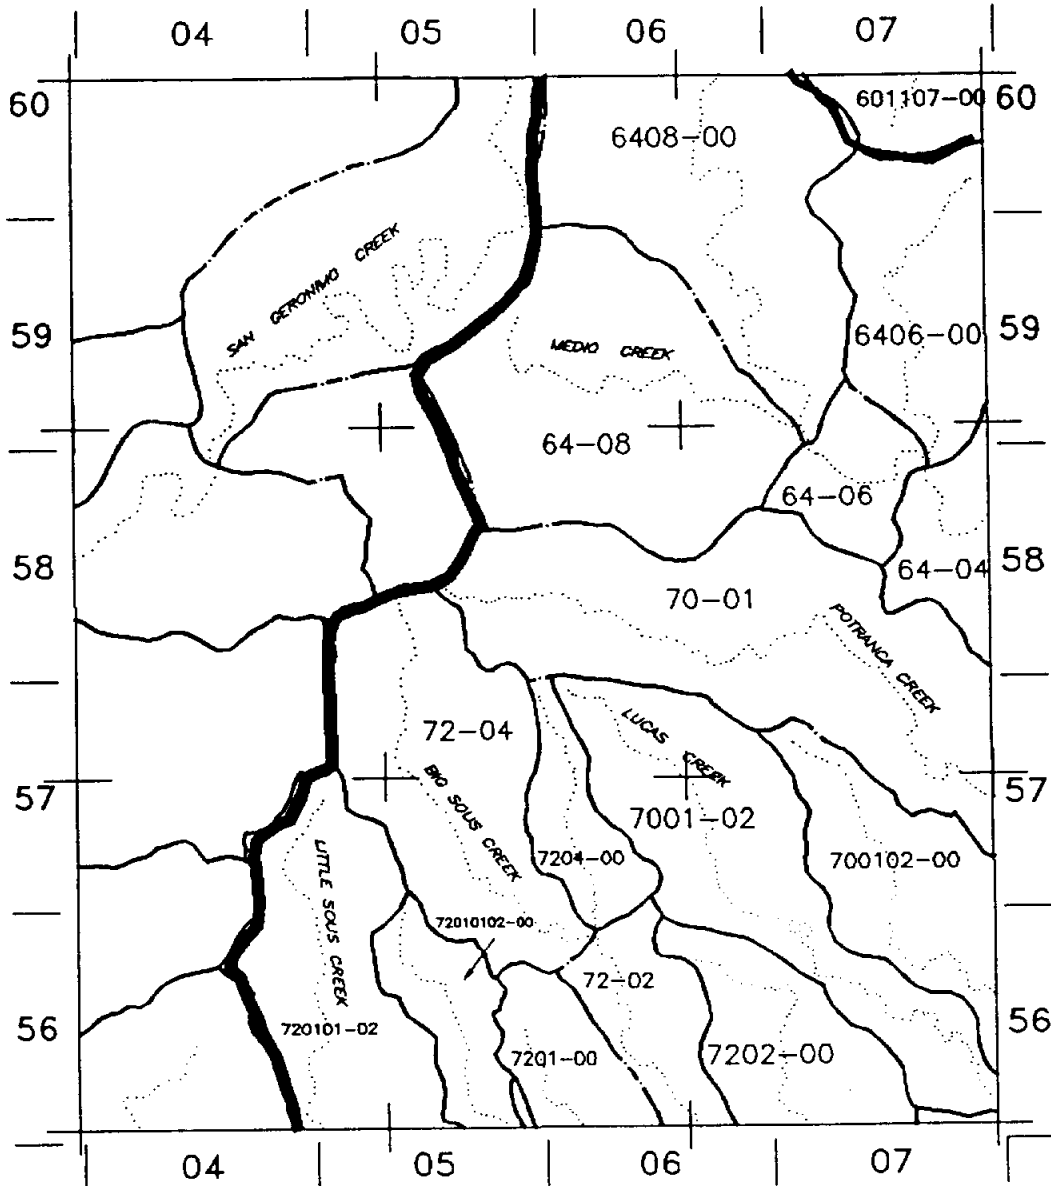 04 05 06 07
60 601107-00 60
6408-00
SAN GERONIMO CREEK
59 6406-00 59
MEDIO CREEK
64-08
64-06
58 64-04 58
70-01
POTRANCA CREEK
72-04
LUCAS CREEK
57 BIG SOUS CREEK 57
7001-02
LITTLE SOUS CREEK
7204-00 700102-00
72010102-00
72-02
56 720101-02 56
7201-00 7202-00
04 05 06 07